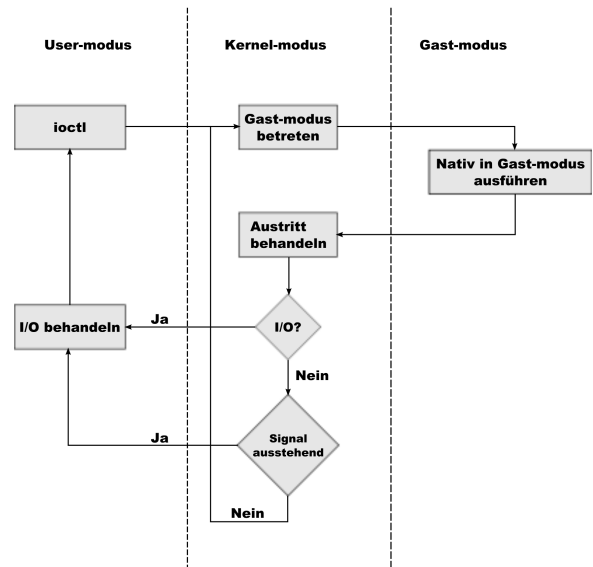 User-modus
Kernel-modus
Gast-modus
ioctl
Gast-modus
betreten
Nativ in Gast-modus
ausführen
Austritt
behandeln
I/O behandeln
Ja
I/O?
Nein
Ja
Signal
ausstehend
Nein